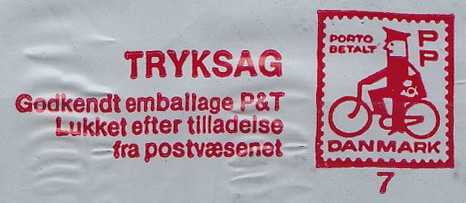 TRYKSAG
Godkendt emballage P&T
Lukket efter tilladelse
fra postvæsenet
PORTO
BETALT
PP
DANMARK
7